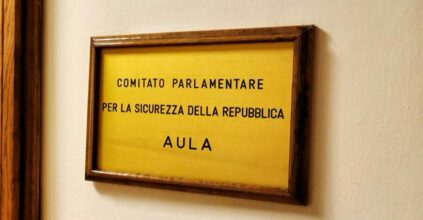 COMITATO PARLAMENTARE
PER LA SICUREZZA DELLA REPUBBLICA
AULA